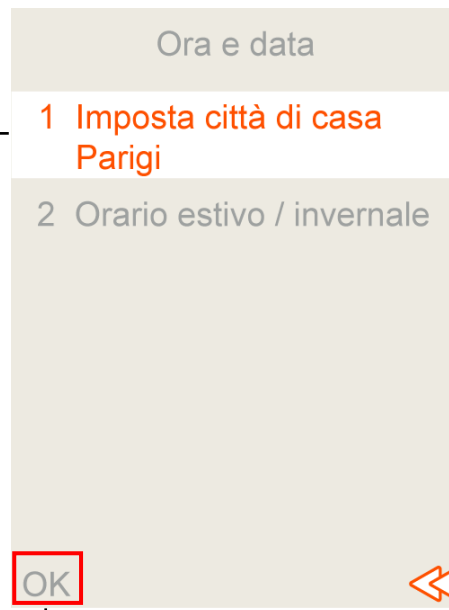 Ora e data
1 Imposta città di casa
Parigi
2 Orario estivo / invernale
OK